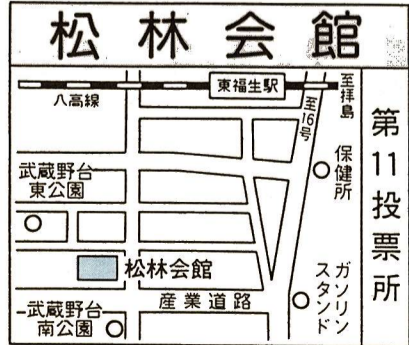 松林会館
第11投票所
八高線
東福生駅
至拝島
至16号
保健所
武蔵野台
東公園
松林会館
ガソリン
スタンド
産業道路
武蔵野台
南公園